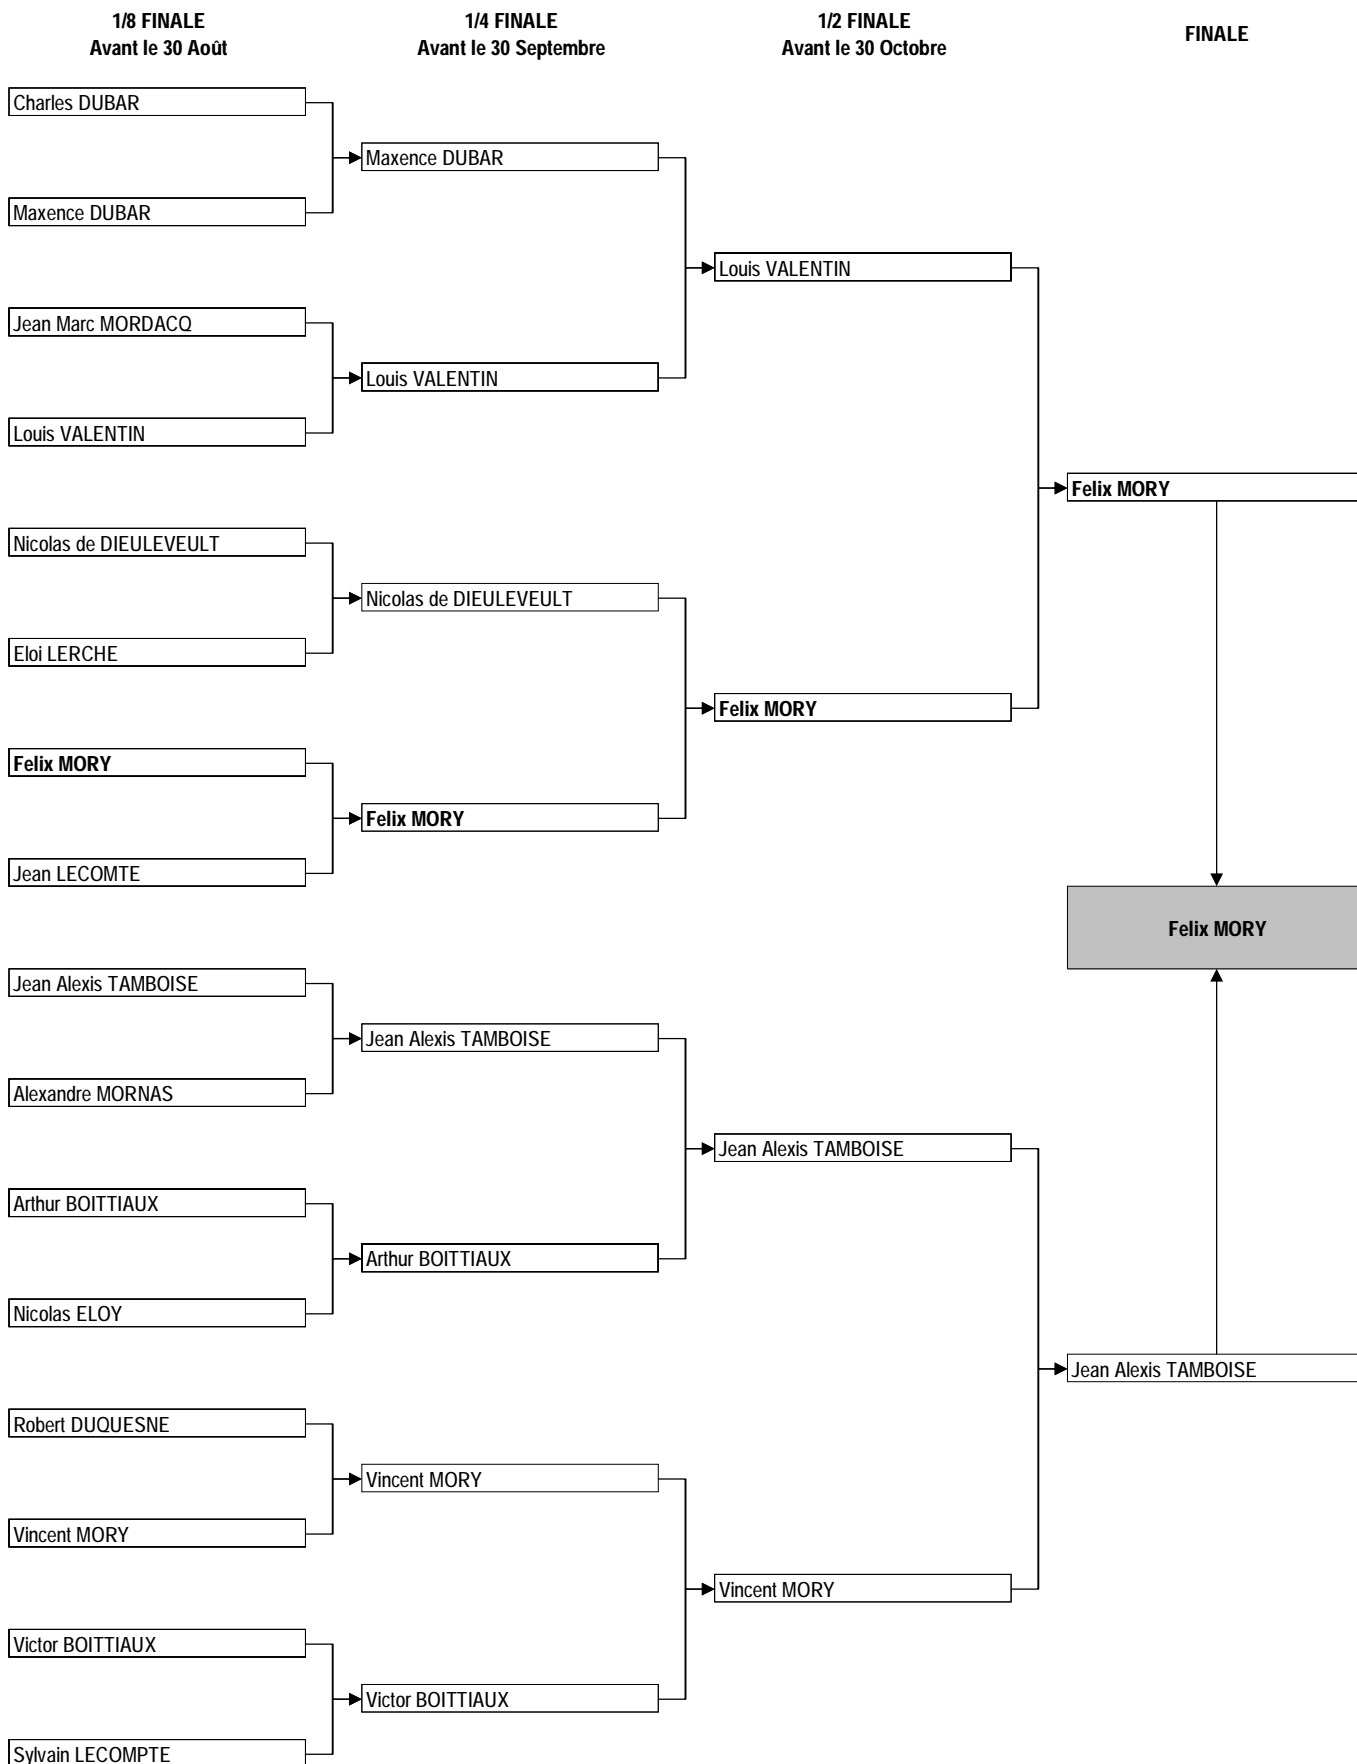 1/8 FINALE
Avant le 30 Août
1/4 FINALE
Avant le 30 Septembre
1/2 FINALE
Avant le 30 Octobre
FINALE
Charles DUBAR
Maxence DUBAR
Maxence DUBAR
Louis VALENTIN
Jean Marc MORDACQ
Louis VALENTIN
Louis VALENTIN
Felix MORY
Nicolas de DIEULEVEULT
Nicolas de DIEULEVEULT
Eloi LERCHE
Felix MORY
Felix MORY
Felix MORY
Jean LECOMTE
Felix MORY
Jean Alexis TAMBOISE
Jean Alexis TAMBOISE
Alexandre MORNAS
Jean Alexis TAMBOISE
Arthur BOITTIAUX
Arthur BOITTIAUX
Nicolas ELOY
Jean Alexis TAMBOISE
Robert DUQUESNE
Vincent MORY
Vincent MORY
Vincent MORY
Victor BOITTIAUX
Victor BOITTIAUX
Sylvain LECOMPTE